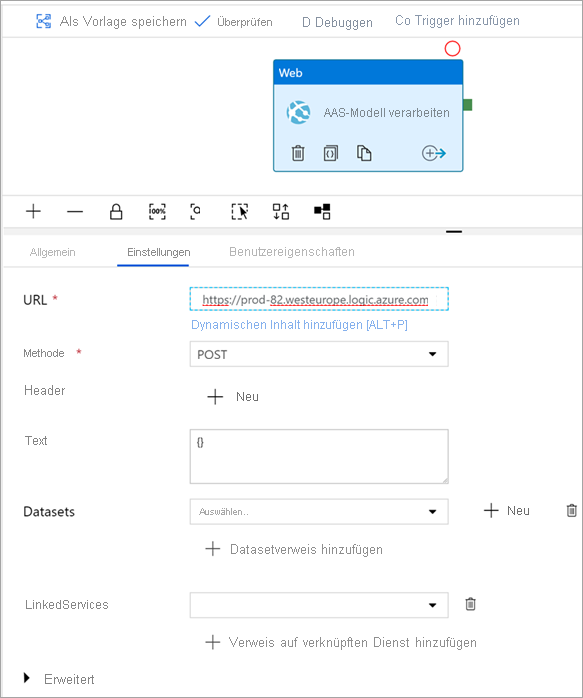 Als Vorlage speichern Überprüfen D Debuggen Co Trigger hinzufügen
Web
AAS-Modell verarbeiten
100%
Allgemein Einstellungen Benutzereigenschaften
URL * https://prod-82.westeurope.logic.azure.com
Dynamischen Inhalt hinzufügen [ALT+P]
Methode * POST
Header Neu
Text {}
Datasets Auswählen... Neu
Datasetverweis hinzufügen
LinkedServices
Verweis auf verknüpften Dienst hinzufügen
Erweitert